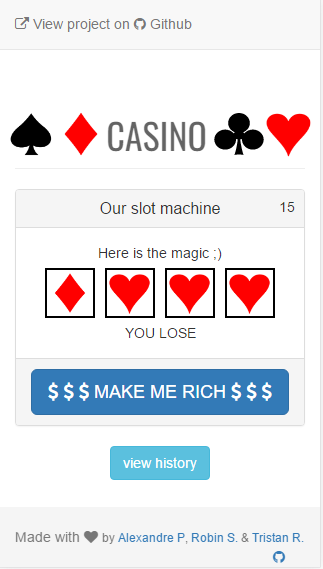 View project on Github
CASINO
Our slot machine 15
Here is the magic ;)
YOU LOSE
$ $ $ MAKE ME RICH $ $ $
view history
Made with by Alexandre P, Robin S. & Tristan R.